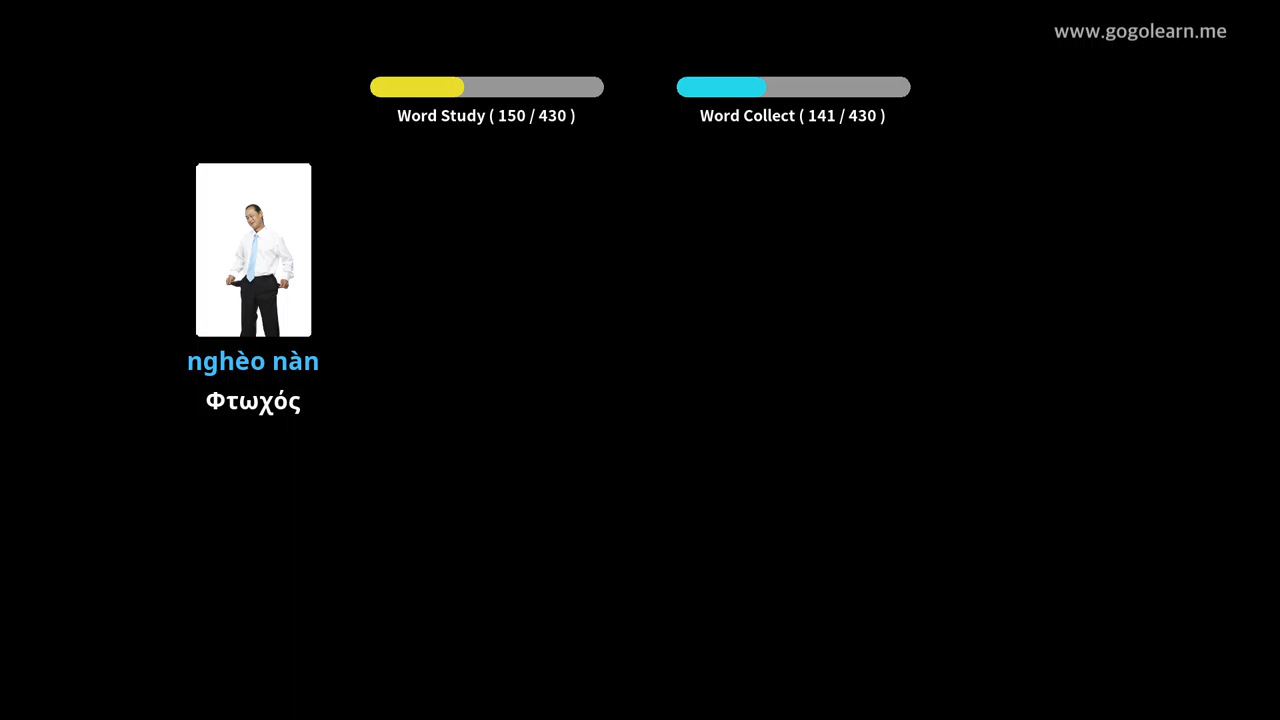 www.gogolearn.me
Word Study ( 150 / 430 )
Word Collect ( 141 / 430 )
nghèo nàn
Φτωχός